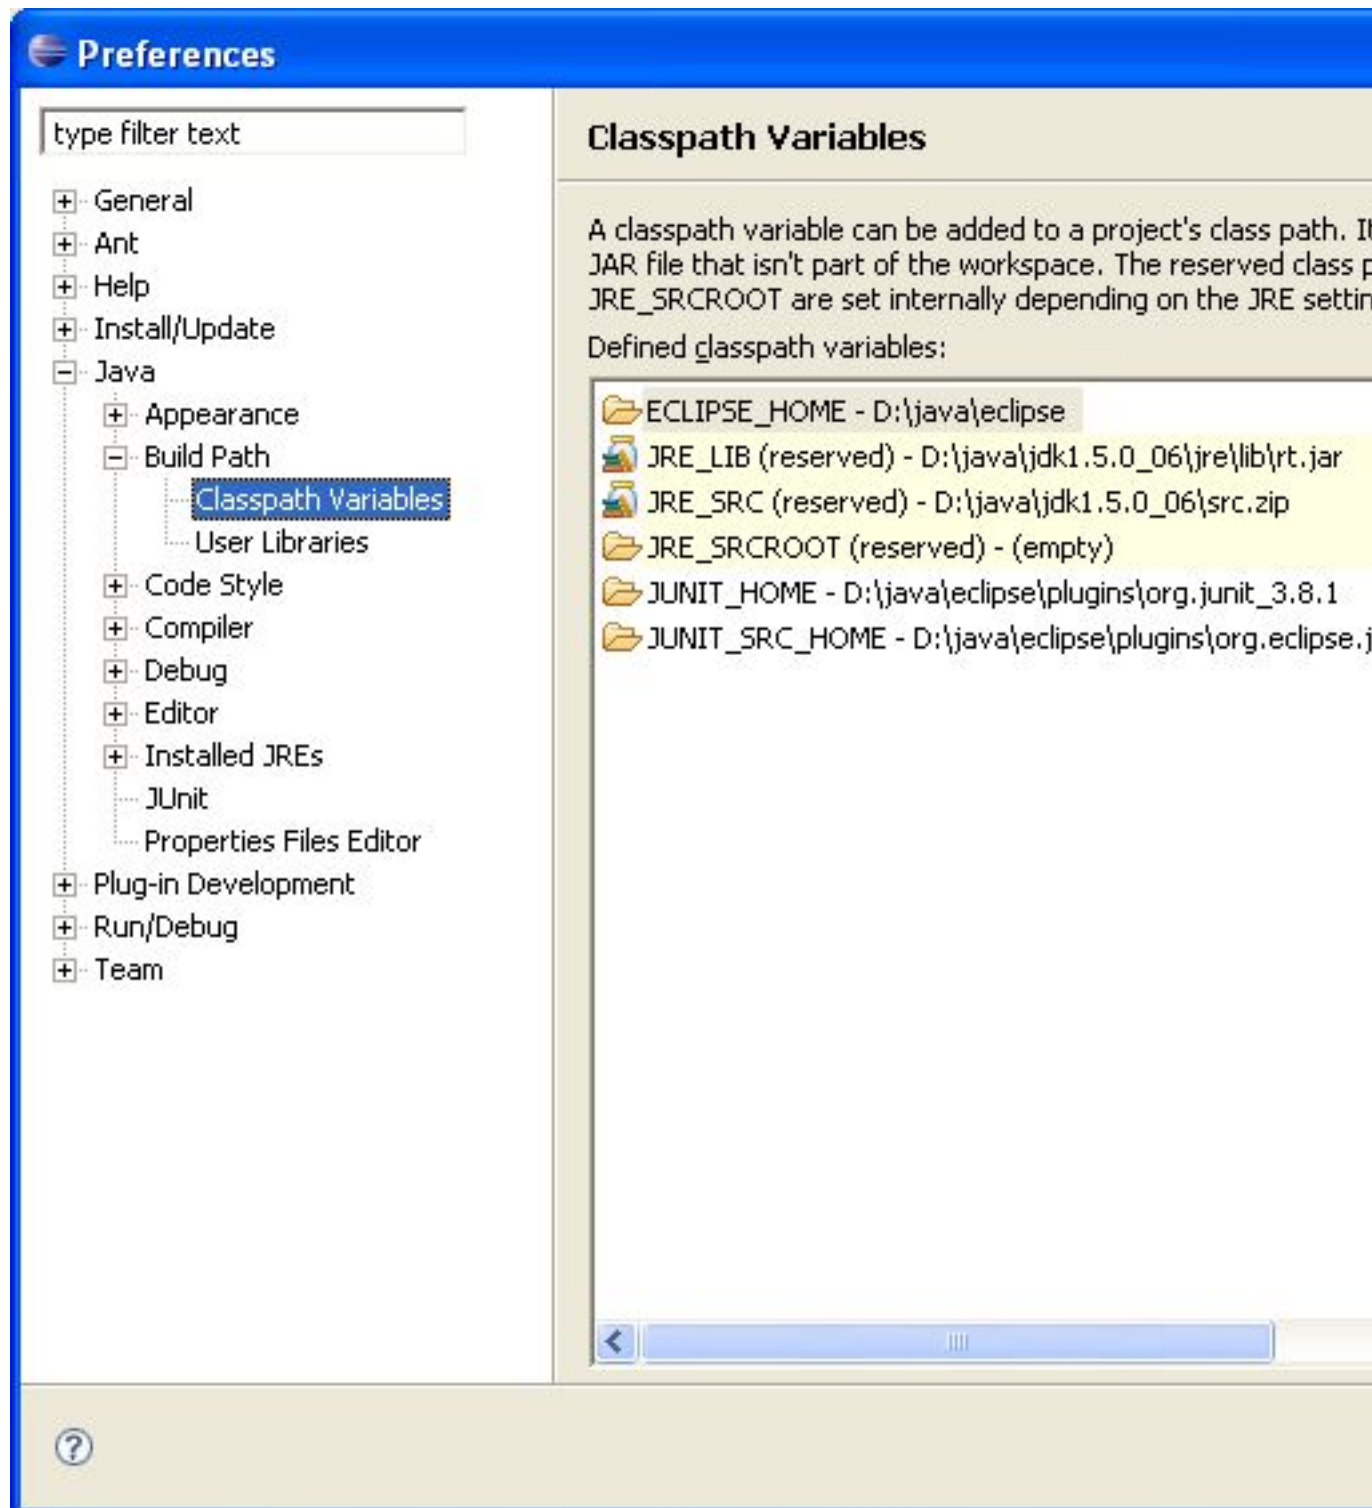 Preferences
type filter text
General
Ant
Help
Install/Update
Java
Appearance
Build Path
Classpath Variables
User Libraries
Code Style
Compiler
Debug
Editor
Installed JREs
JUnit
Properties Files Editor
Plug-in Development
Run/Debug
Team
Classpath Variables
A classpath variable can be added to a project's class path. It
JAR file that isn't part of the workspace. The reserved class
JRE_SRCROOT are set internally depending on the JRE
Defined classpath variables:
ECLIPSE_HOME - D:\java\eclipse
JRE_LIB (reserved) - D:\java\jdk1.5.0_06\jre\lib\rt.jar
JRE_SRC (reserved) - D:\java\jdk1.5.0_06\src.zip
JRE_SRCROOT (reserved) - (empty)
JUNIT_HOME - D:\java\eclipse\plugins\org.junit_3.8.1
JUNIT_SRC_HOME - D:\java\eclipse\plugins\org.eclipse.j
?